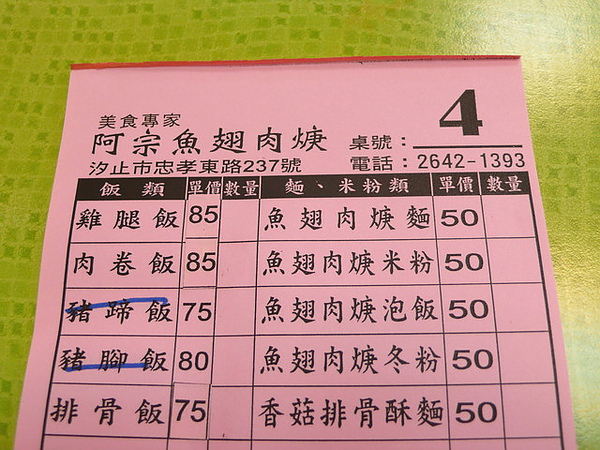 美食專家
阿宗魚翅肉焿 桌號：4
汐止市忠孝東路237號 電話：2642-1393
飯類 單價 數量 麵、米粉類 單價 數量
雞腿飯 85 魚翅肉焿麵 50
肉卷飯 85 魚翅肉焿米粉 50
豬蹄飯 75 魚翅肉焿泡飯 50
豬腳飯 80 魚翅肉焿冬粉 50
排骨飯 75 香菇排骨酥麵 50